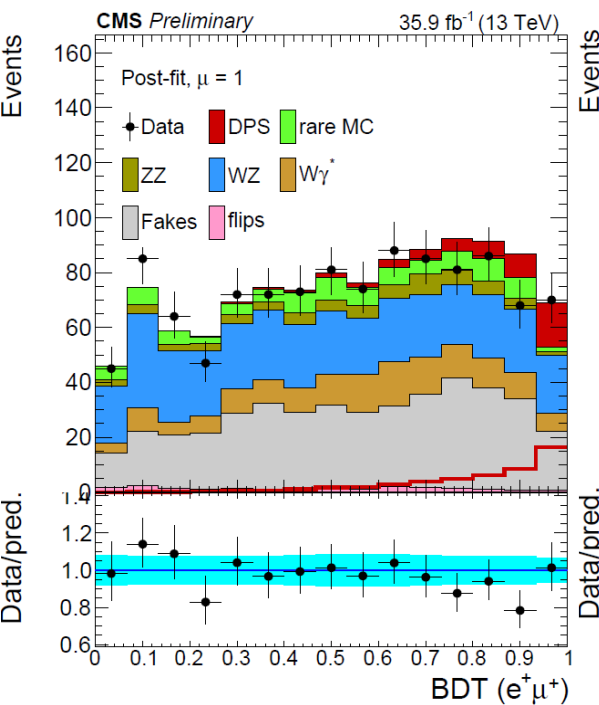 CMS Preliminary 35.9 fb⁻¹ (13 TeV)
Events
Events
160
140
120
100
80
60
40
20
0
Post-fit, μ = 1
Data DPS rare MC
ZZ WZ Wγ*
Fakes flips
Data/pred.
Data/pred.
1.4
1.2
1.0
0.8
0.6
0 0.1 0.2 0.3 0.4 0.5 0.6 0.7 0.8 0.9 1
BDT (e⁺μ⁺)